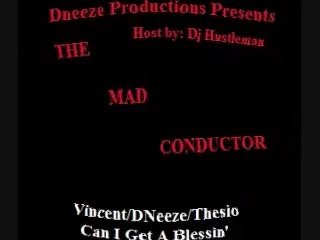 Dneeze Productions Presents
Host by: Dj Hustleman
THE
MAD
CONDUCTOR
Vincent/DNeeze/Thesio
Can I Get A Blessin'